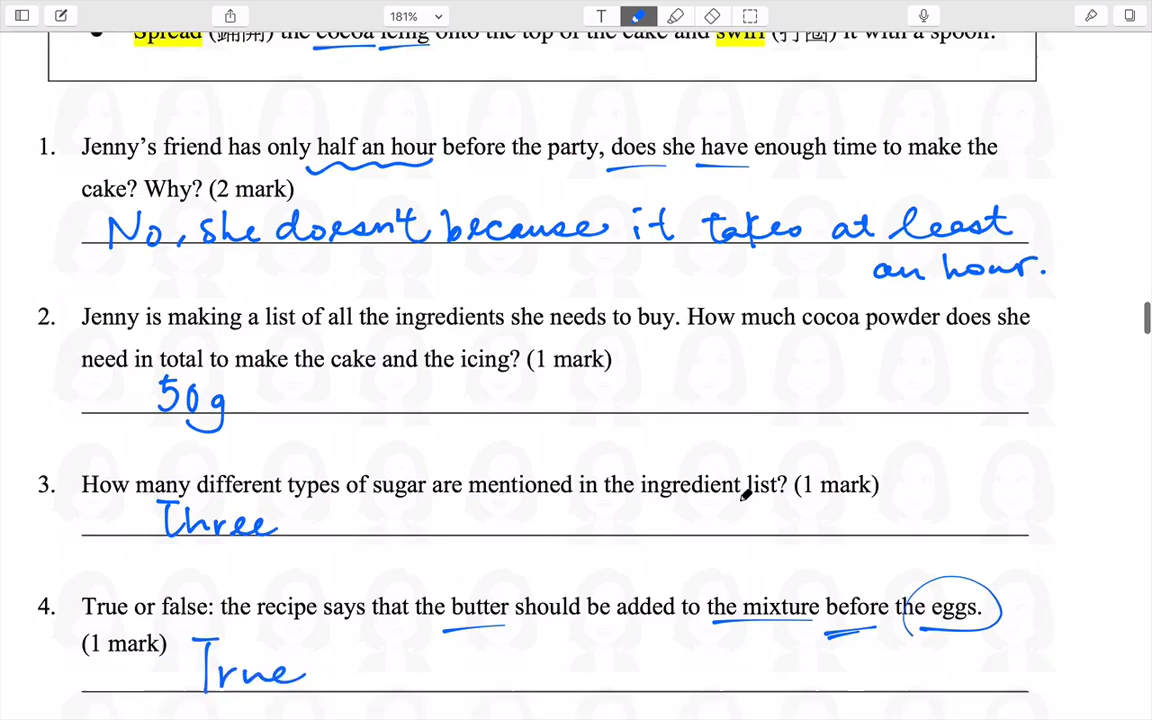 181%
T
• Spread (鋪開) the cocoa icing onto the top of the cake and swirl (打圈) it with a spoon.
1. Jenny's friend has only half an hour before the party, does she have enough time to make the
cake? Why? (2 mark)
No, she doesn't because it takes at least
an hour.
2. Jenny is making a list of all the ingredients she needs to buy. How much cocoa powder does she
need in total to make the cake and the icing? (1 mark)
50g
3. How many different types of sugar are mentioned in the ingredient list? (1 mark)
Three
4. True or false: the recipe says that the butter should be added to the mixture before the eggs.
(1 mark)
True